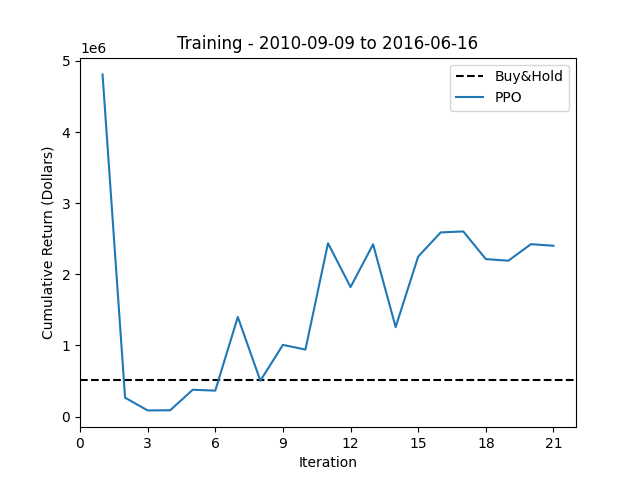 Training - 2010-09-09 to 2016-06-16
1e6
Buy&Hold
PPO
Cumulative Return (Dollars)
5
4
3
2
1
0
0 3 6 9 12 15 18 21
Iteration